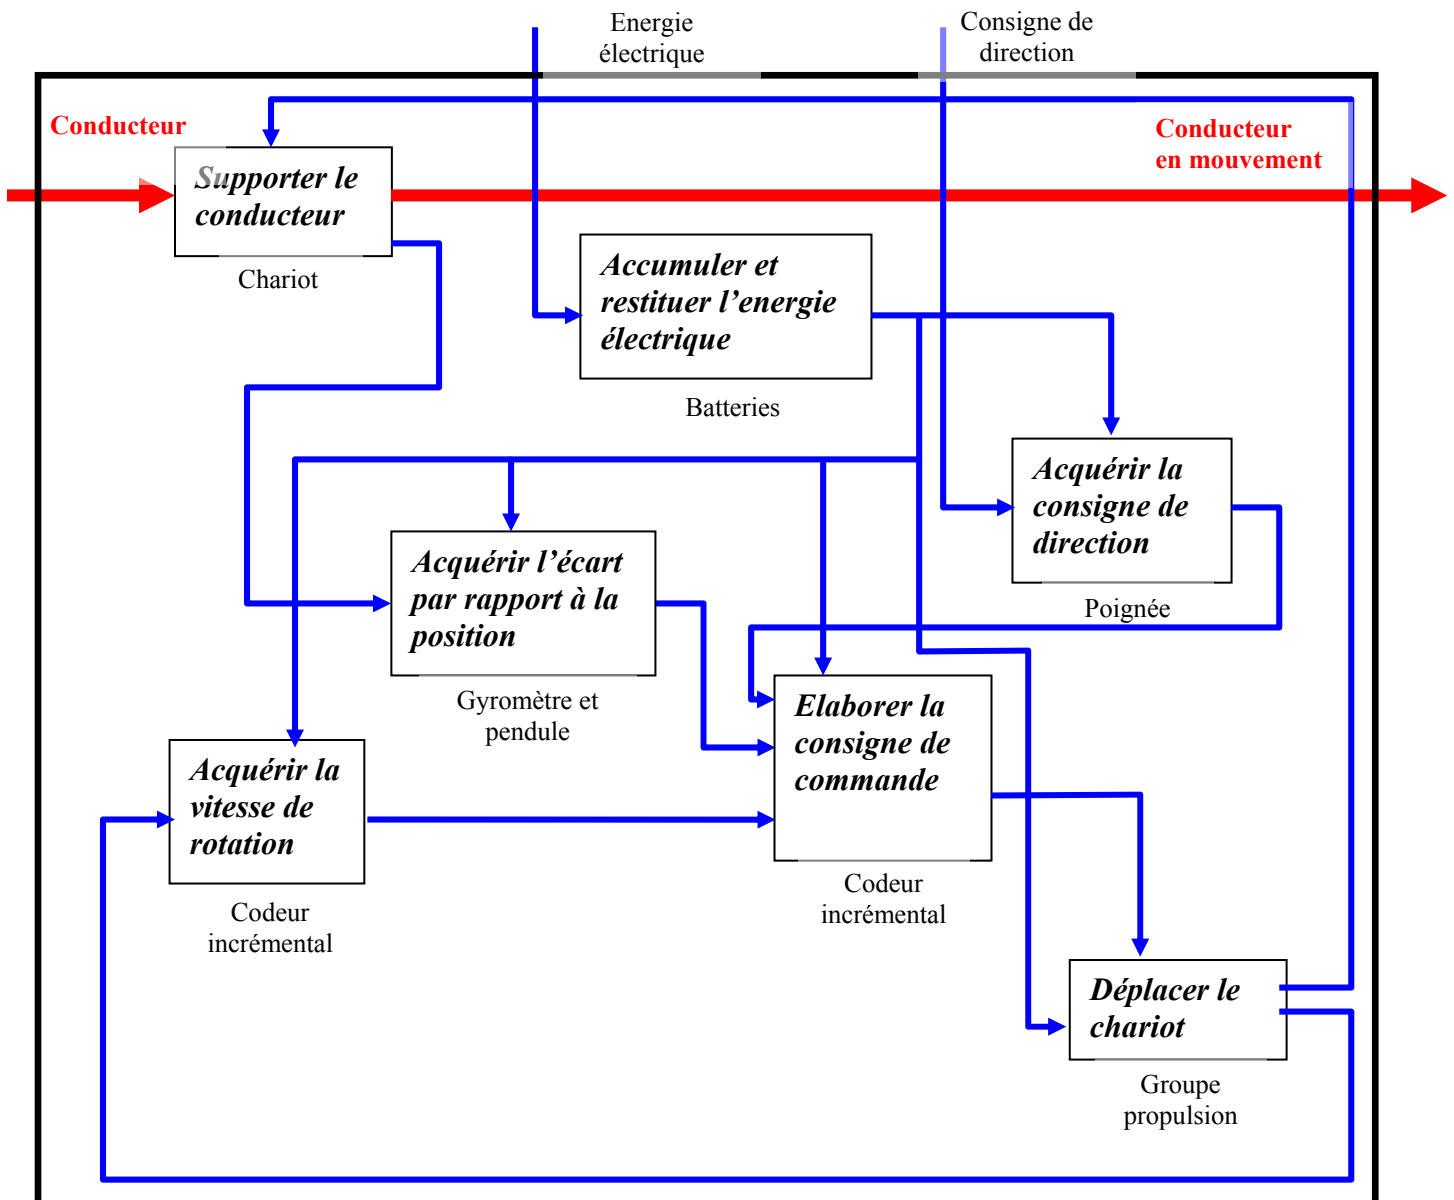 Energie
électrique
Consigne de
direction
Conducteur
Conducteur
en mouvement
Supporter le
conducteur
Chariot
Accumuler et
restituer l’energie
électrique
Batteries
Acquérir la
consigne de
direction
Poignée
Acquérir l’écart
par rapport à la
position
Gyromètre et
pendule
Elaborer la
consigne de
commande
Codeur
incrémental
Acquérir la
vitesse de
rotation
Codeur
incrémental
Déplacer le
chariot
Groupe
propulsion